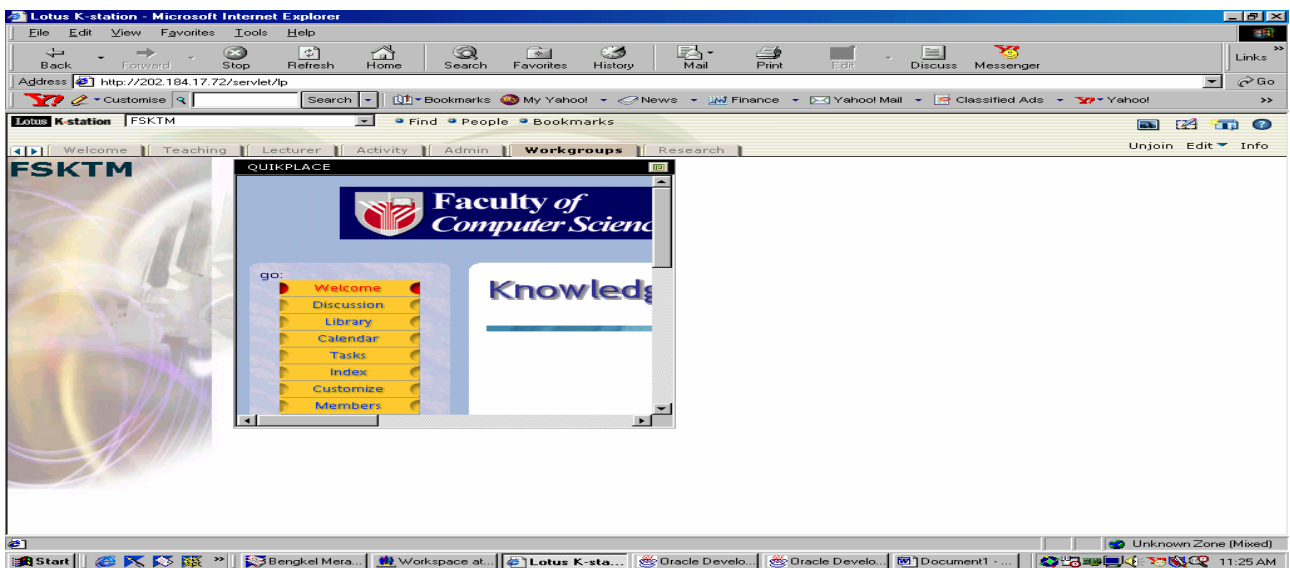 Lotus K-station - Microsoft Internet Explorer
File Edit View Favorites Tools Help
Back Forward Stop Refresh Home Search Favorites History Mail Print Edit Discuss Messenger Links
Address http://202.184.17.72/servlet/lp Go
Customise Search Bookmarks My Yahoo! News Finance Yahoo! Mail Classified Ads Yahoo!
Lotus K-station FSKTM Find People Bookmarks
Welcome Teaching Lecturer Activity Admin Workgroups Research Unjoin Edit Info
FSKTM
QUIKPLACE
Faculty of
Computer Scienc
go:
Welcome
Discussion
Library
Calendar
Tasks
Index
Customize
Members
Knowledg
Unknown Zone (Mixed)
Start Bengkel Mera... Workspace at... Lotus K-sta... Oracle Develo... Oracle Develo... Document1 - ... 11:25 AM